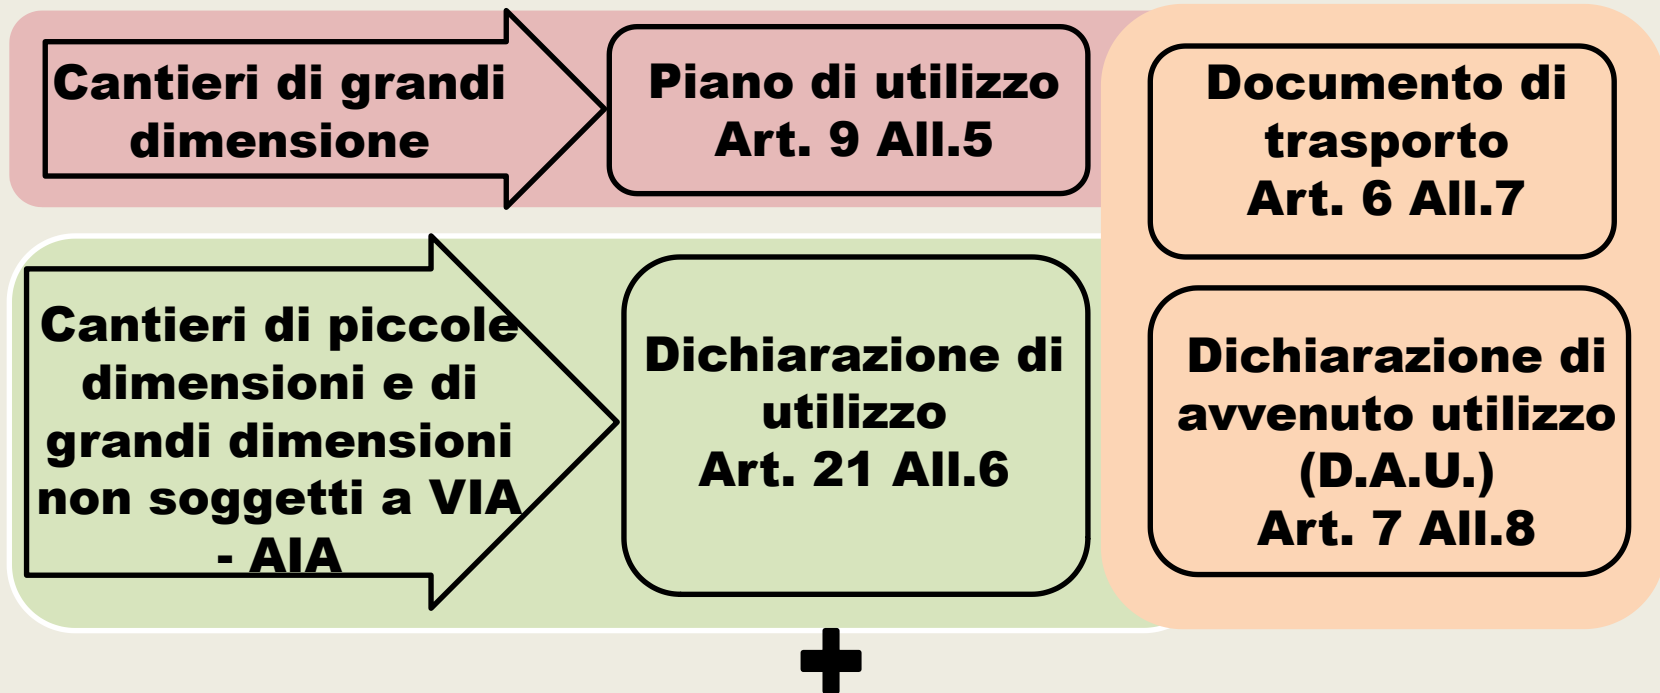 Cantieri di grandi
dimensione
Piano di utilizzo
Art. 9 All.5
Documento di
trasporto
Art. 6 All.7
Cantieri di piccole
dimensioni e di
grandi dimensioni
non soggetti a VIA
- AIA
Dichiarazione di
utilizzo
Art. 21 All.6
Dichiarazione di
avvenuto utilizzo
(D.A.U.)
Art. 7 All.8